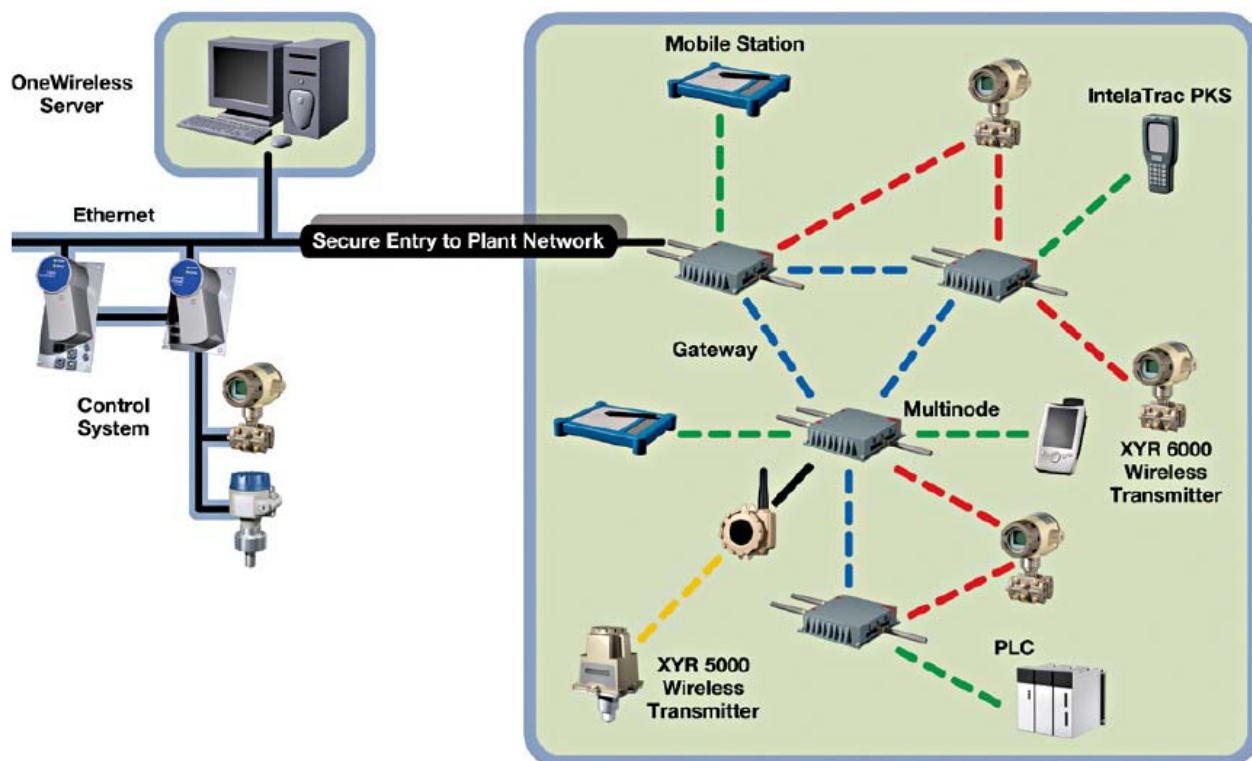 OneWireless
Server
Mobile Station
IntelaTrac PKS
Ethernet
Secure Entry to Plant Network
Gateway
Control
System
Multinode
XYR 6000
Wireless
Transmitter
XYR 5000
Wireless
Transmitter
PLC